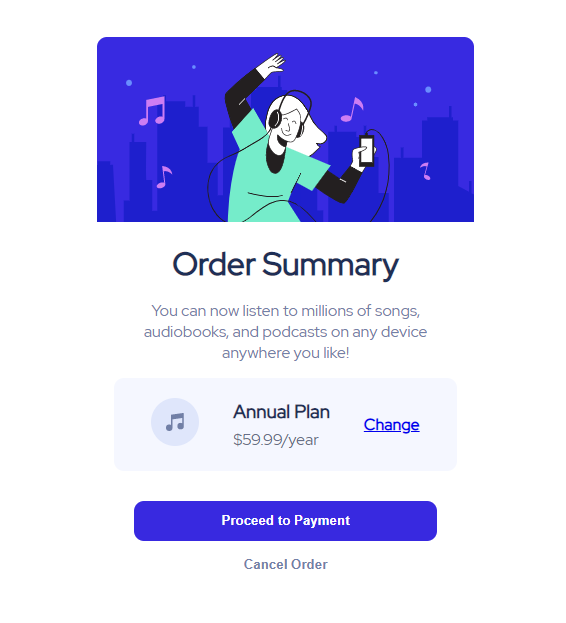 Order Summary
You can now listen to millions of songs,
audiobooks, and podcasts on any device
anywhere you like!
Annual Plan
$59.99/year
Change
Proceed to Payment
Cancel Order